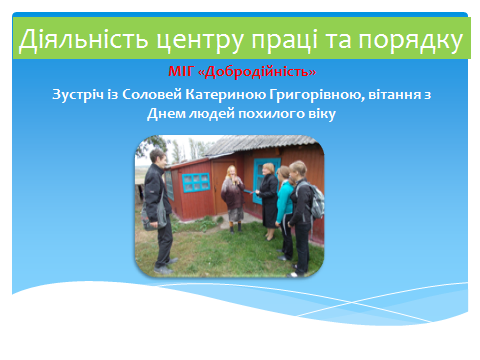 Діяльність центру праці та порядку
МІГ «Добродійність»
Зустріч із Соловей Катериною Григорівною, вітання з
Днем людей похилого віку